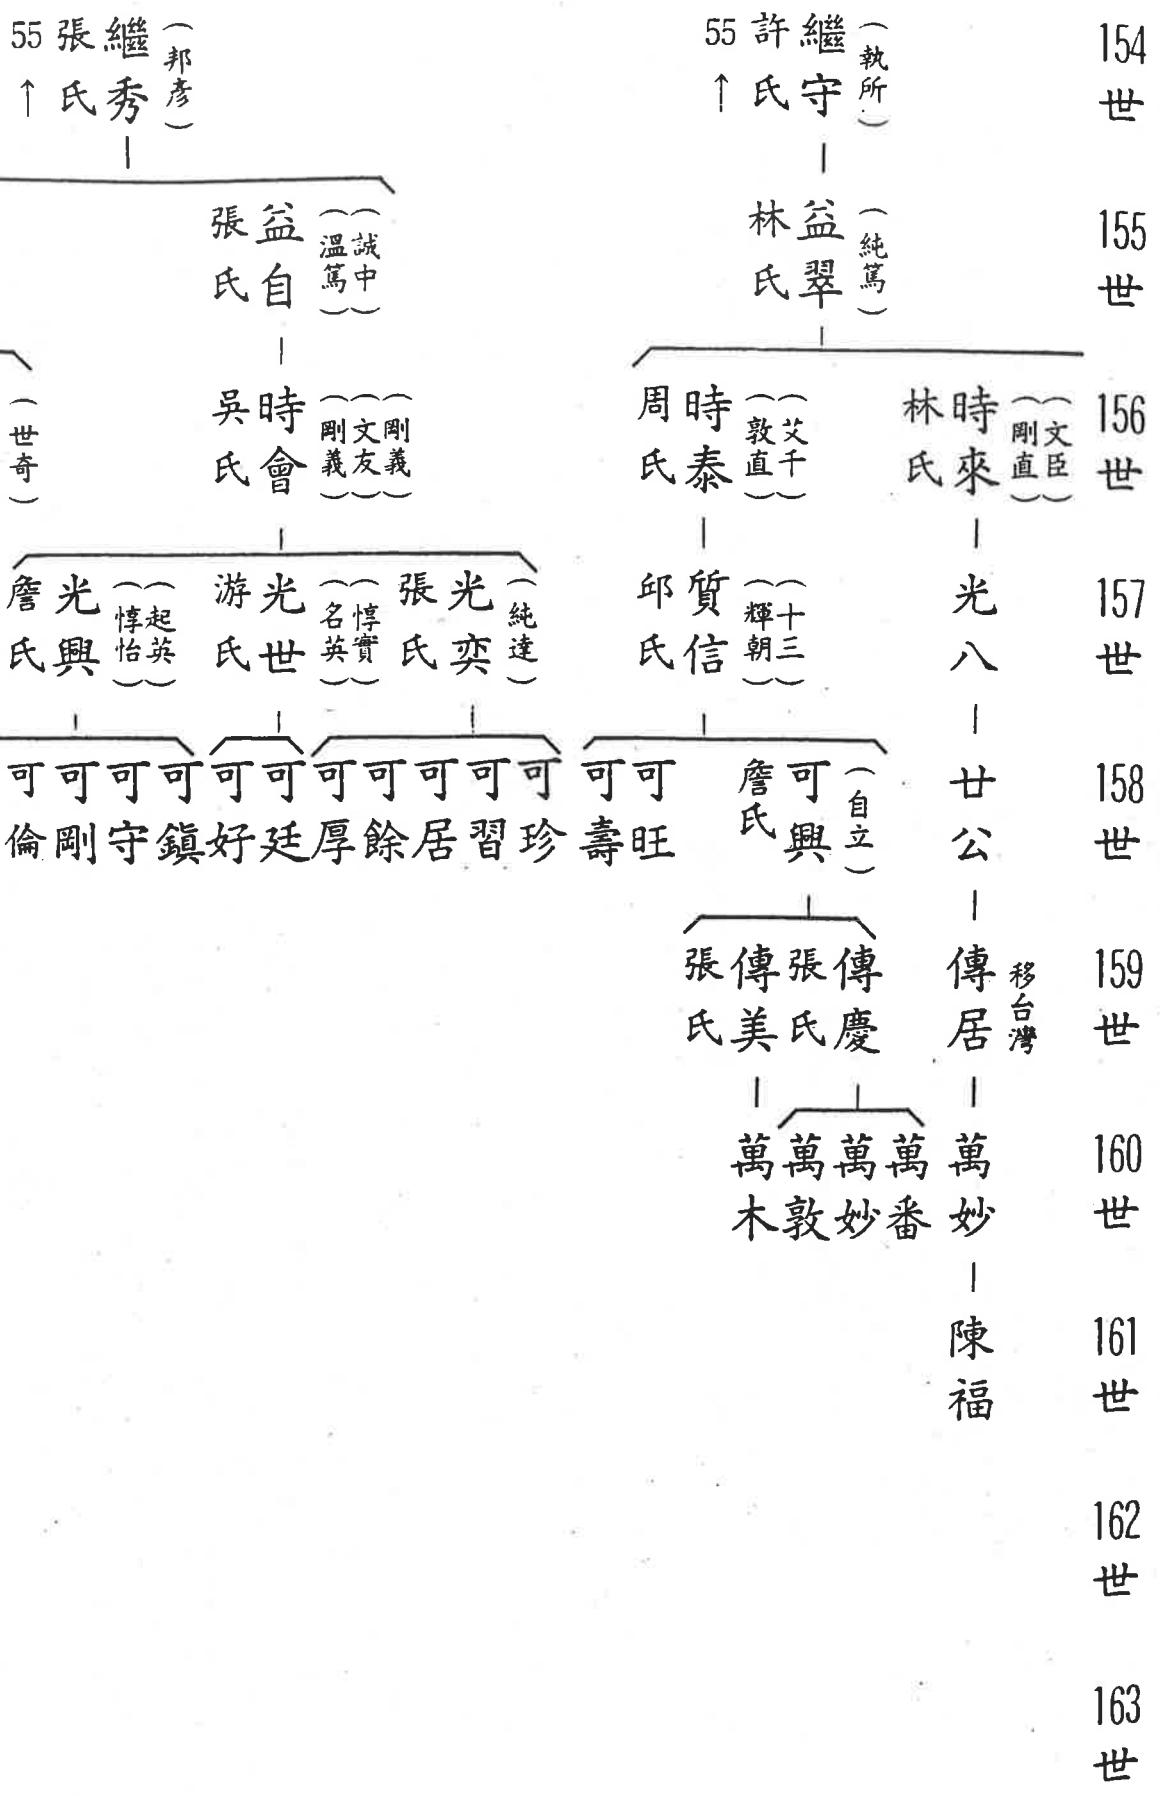 154世
繼守
(執所)
許氏
55
↑
繼秀
(邦彥)
張氏
55
↑
155世
益翠
(純篤)
林氏
益自
(誠中)
(溫篤)
張氏
156世
時來
(文臣)
(剛直)
林氏
時泰
(艾千)
(敦直)
周氏
時會
(剛義)
(文友)
(剛義)
吳氏
(世奇)
157世
光八
質信
(十三)
(輝朝)
邱氏
光奕
(純達)
張氏
光世
(惇實)
(名英)
游氏
光興
(起英)
(惇怡)
詹氏
158世
廿公
可興
(自立)
詹氏
可旺
可壽
可珍
可習
可居
可餘
可厚
可廷
可好
可鎮
可守
可剛
可倫
159世
移台灣
傳居
傳慶
張氏
傳美
張氏
160世
萬妙
萬番
萬妙
萬敦
萬木
161世
陳福
162世
163世